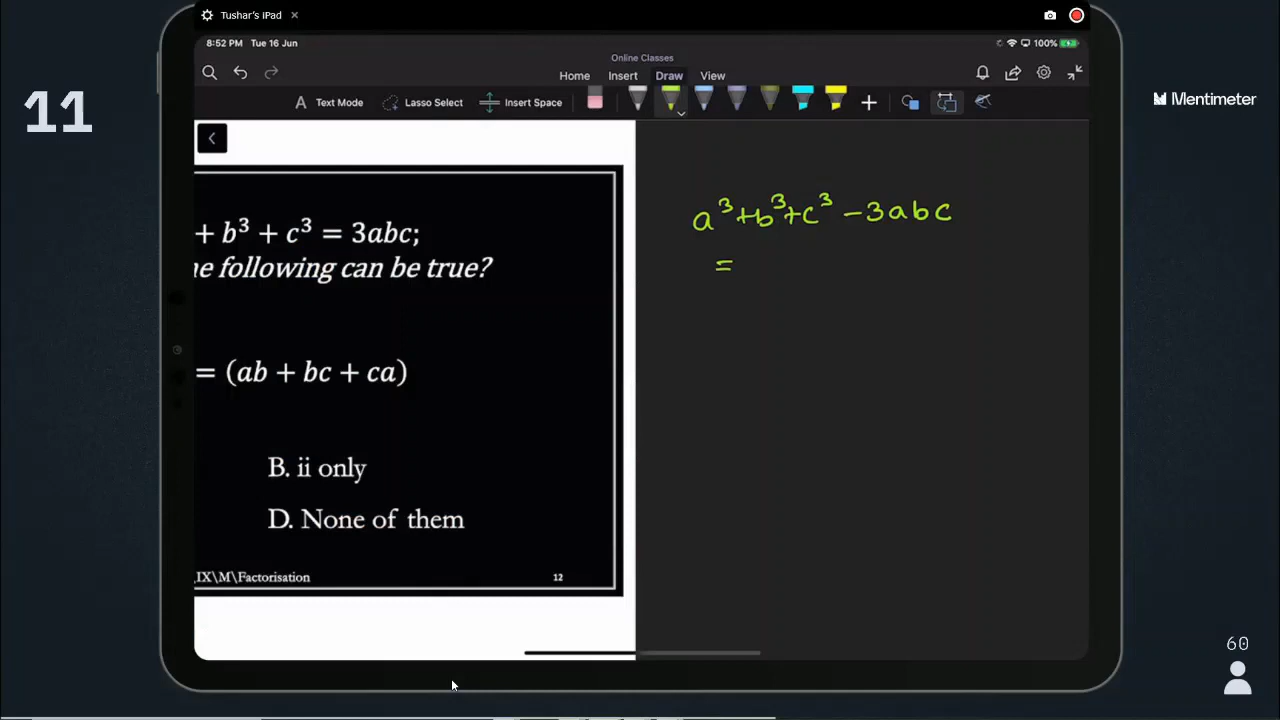 Tushar's iPad
8:52 PM Tue 16 Jun
100%
Online Classes
Home Insert Draw View
A Text Mode Lasso Select Insert Space
11
Mentimeter
+ b³ + c³ = 3abc;
he following can be true?
= (ab + bc + ca)
B. ii only
D. None of them
IX\M\Factorisation
12
a³+b³+c³ -3abc
=
60